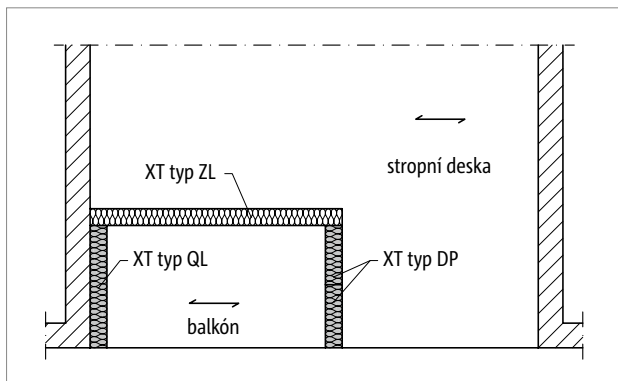 XT typ ZL
stropní deska
XT typ QL
XT typ DP
balkón